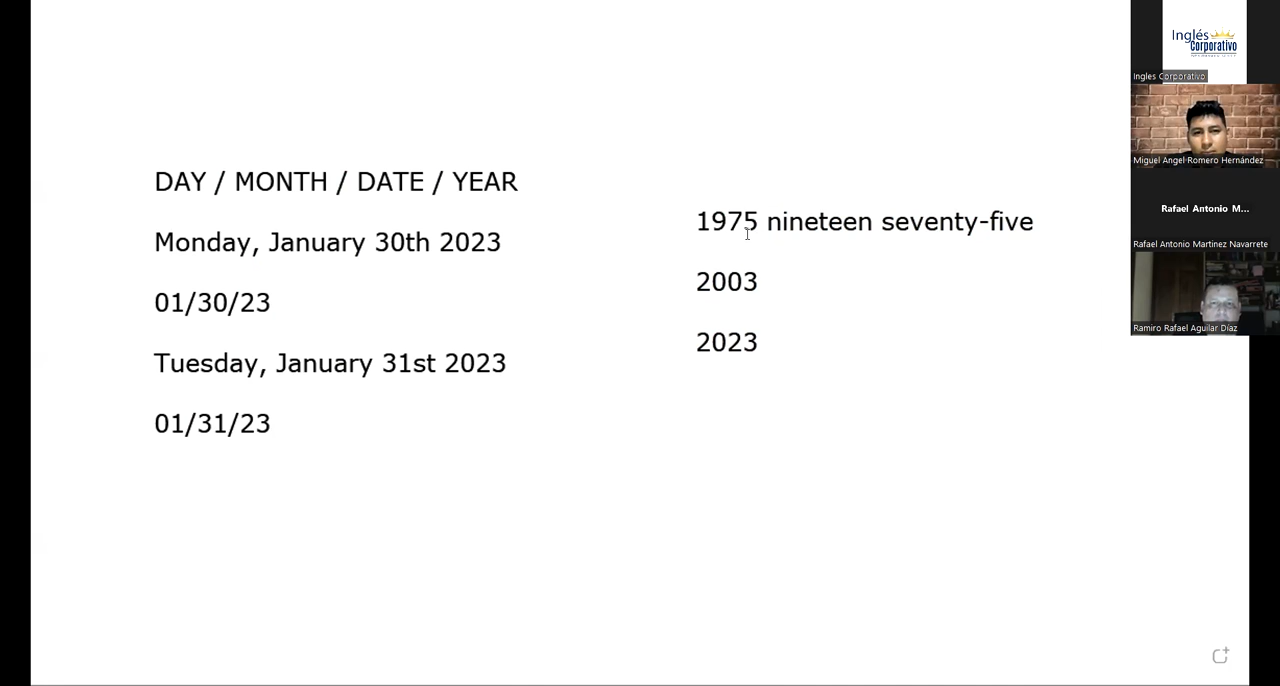 DAY / MONTH / DATE / YEAR
Monday, January 30th 2023
01/30/23
Tuesday, January 31st 2023
01/31/23
1975 nineteen seventy-five
2003
2023
Inglés
Corporativo
Ingles Corporativo
Miguel Angel Romero Hernández
Rafael Antonio M...
Rafael Antonio Martinez Navarrete
Ramiro Rafael Aguilar Díaz